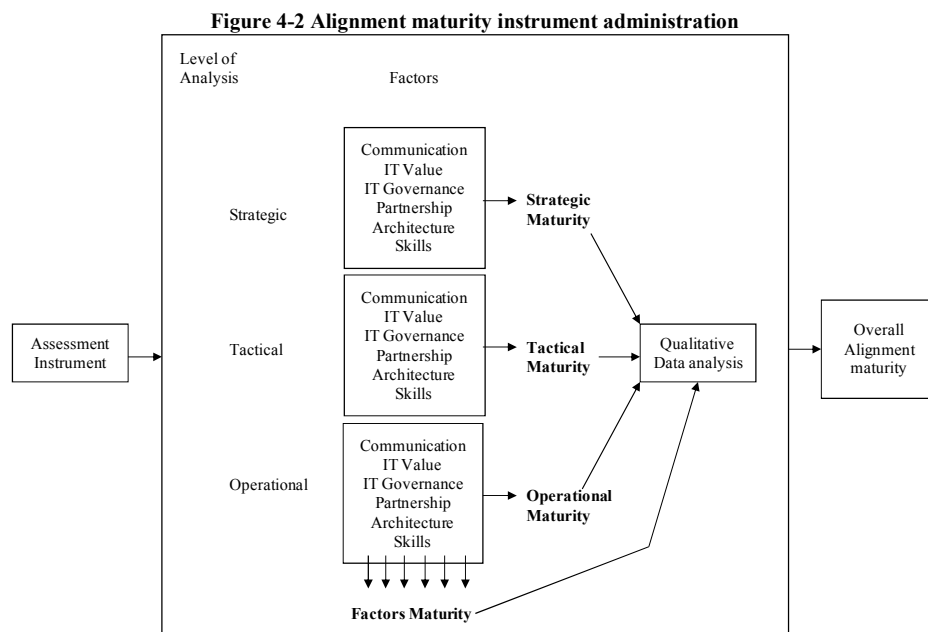 Figure 4-2 Alignment maturity instrument administration
Level of
Analysis
Factors
Communication
IT Value
IT Governance
Partnership
Architecture
Skills
Strategic
Strategic
Maturity
Communication
IT Value
IT Governance
Partnership
Architecture
Skills
Assessment
Instrument
Tactical
Tactical
Maturity
Qualitative
Data analysis
Overall
Alignment
maturity
Communication
IT Value
IT Governance
Partnership
Architecture
Skills
Operational
Operational
Maturity
Factors Maturity